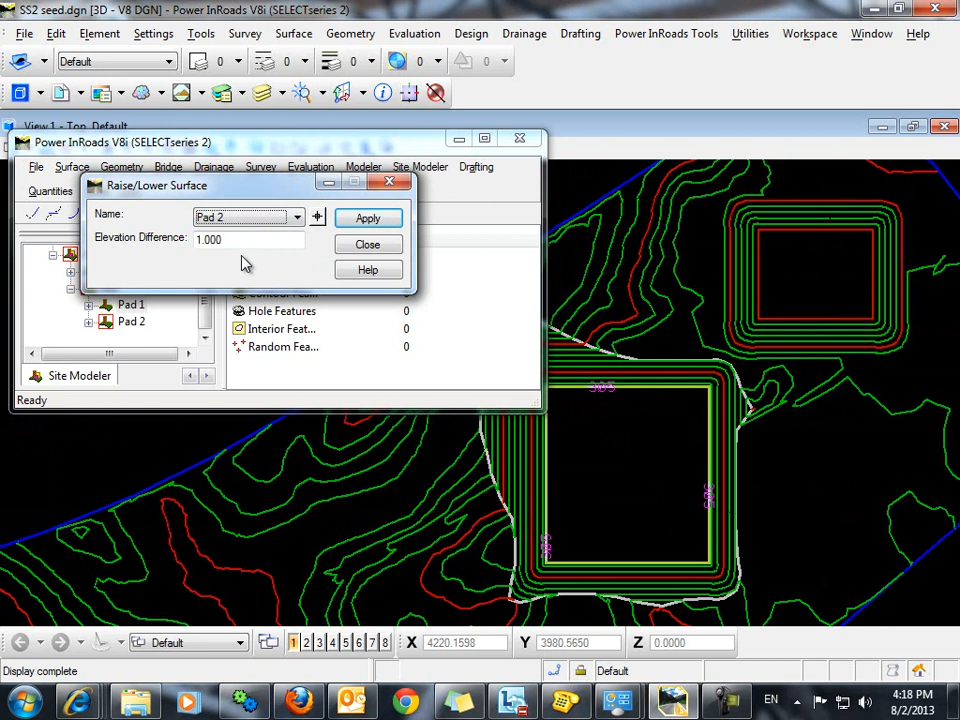 SS2 seed.dgn [3D - V8 DGN] - Power InRoads V8i (SELECTseries 2)
File Edit Element Settings Tools Survey Surface Geometry Evaluation Design Drainage Drafting Power InRoads Tools Utilities Workspace Window Help
Default 0 0 0 0 0
View 1 - Top, Default
Power InRoads V8i (SELECTseries 2)
File Surface Geometry Bridge Drainage Survey Evaluation Modeler Site Modeler Drafting
Quantities
Raise/Lower Surface
Name: Pad 2 Apply
Elevation Difference: 1.000 Close
Help
0
Pad 1 Hole Features 0
Pad 2 Interior Feat... 0
Random Fea... 0
Site Modeler
Ready
305
305
305
Default 1 2 3 4 5 6 7 8 X 4220.1598 Y 3980.5650 Z 0.0000
Display complete Default
EN 4:18 PM
8/2/2013